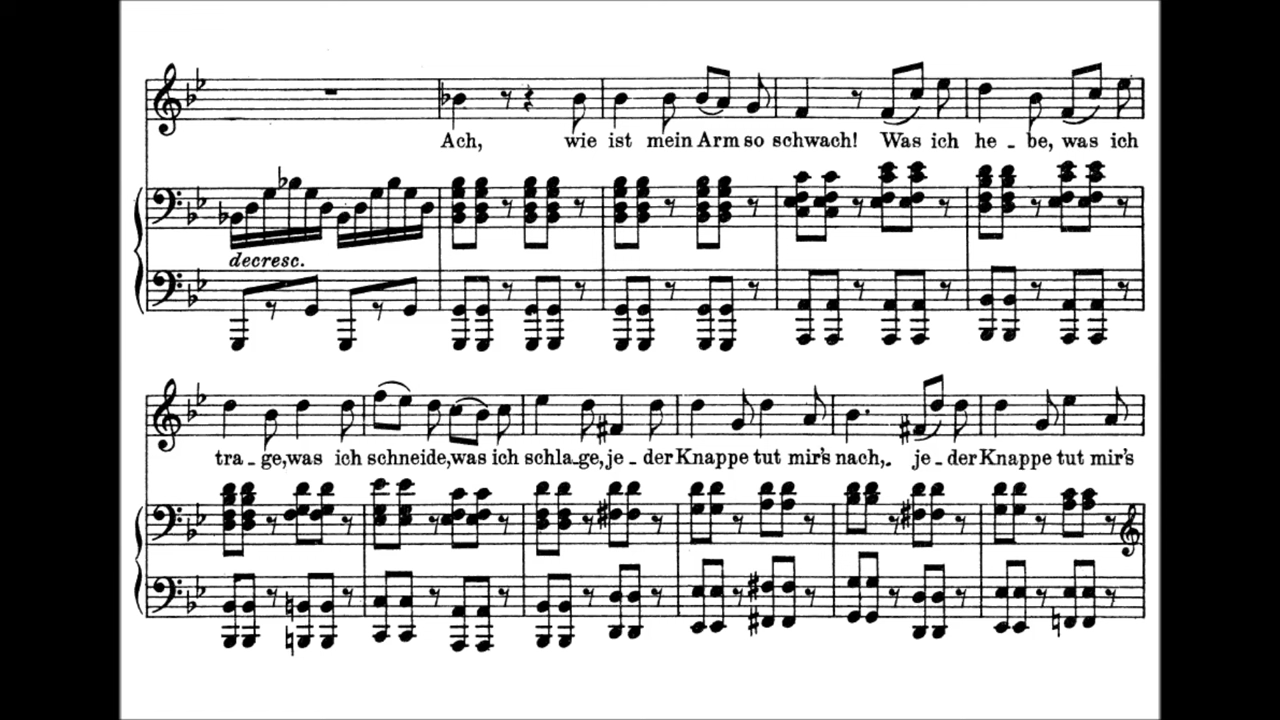 Ach, wie ist mein Arm so schwach! Was ich he - be, was ich
decresc.
tra - ge, was ich schneide, was ich schla - ge, je - der Knappe tut mir's nach,. je - der Knappe tut mir's